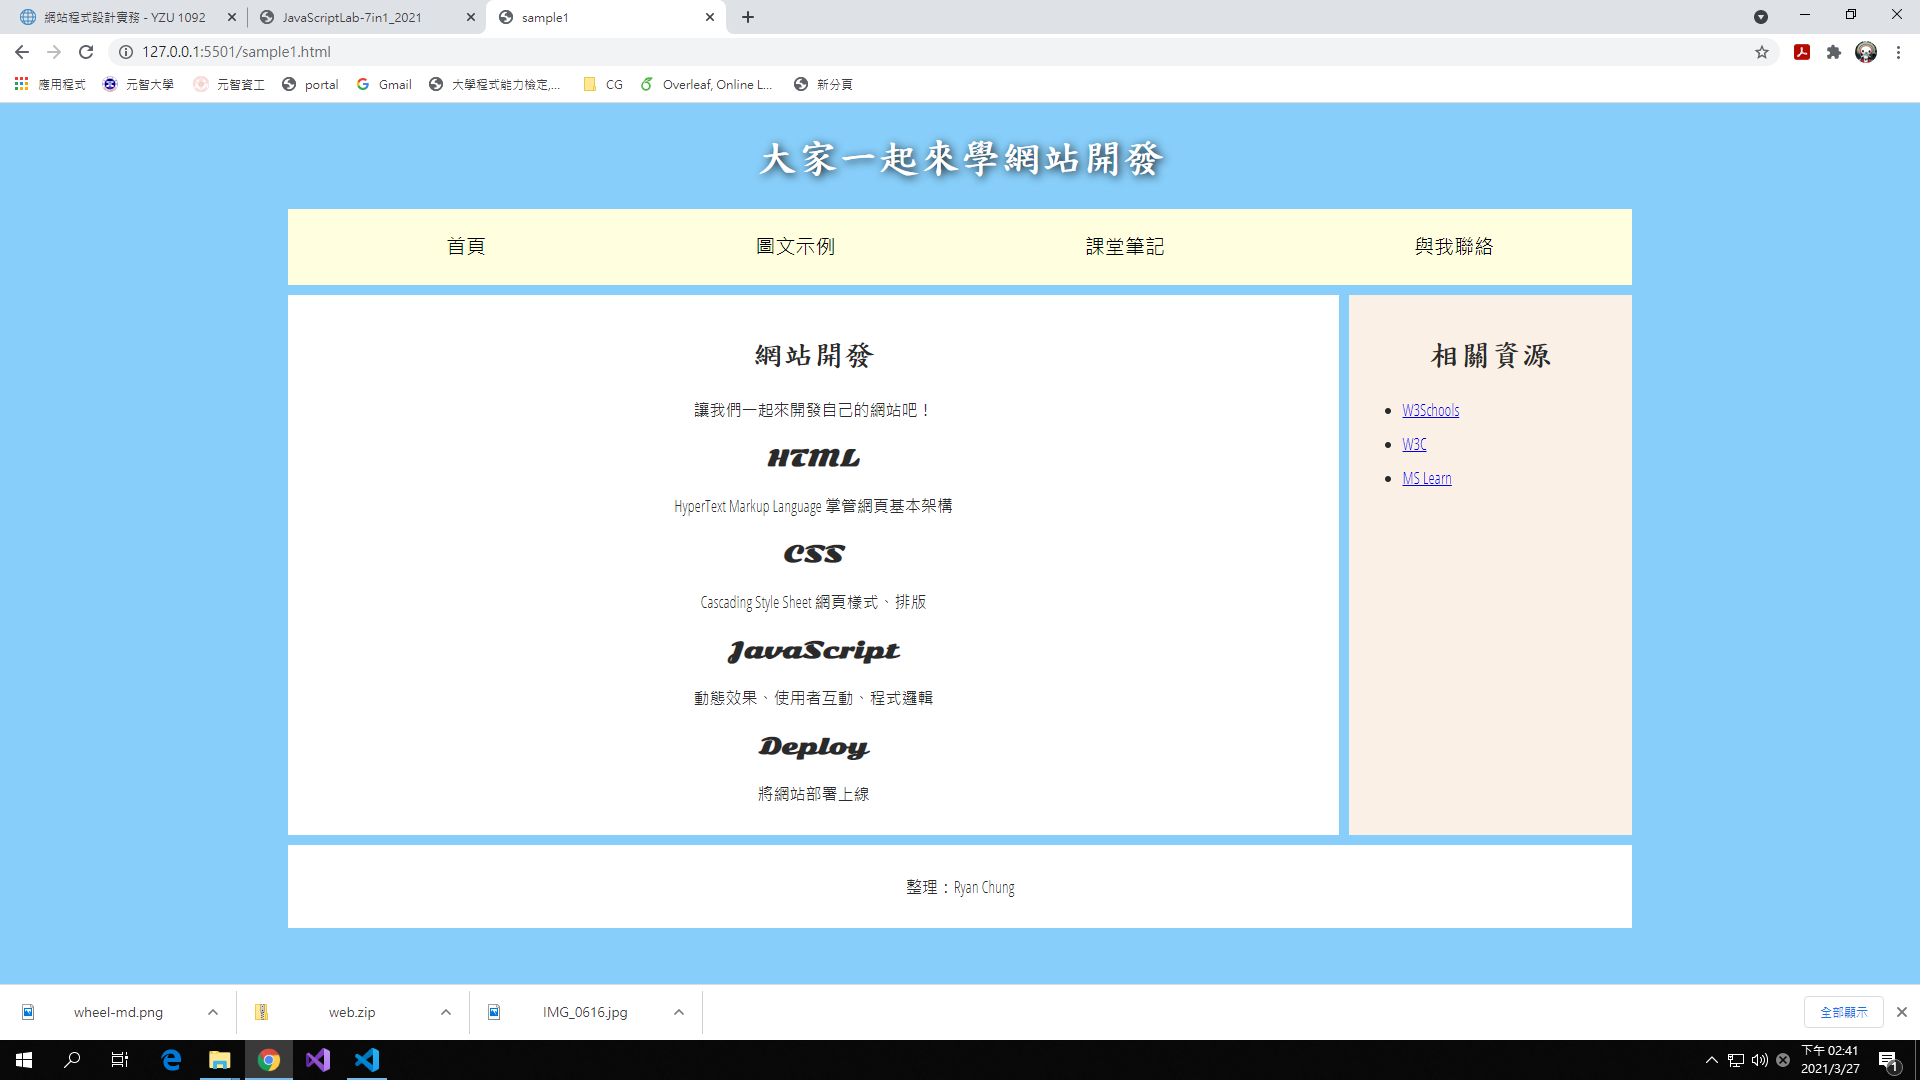 網站程式設計實務 - YZU 1092
JavaScriptLab-7in1_2021
sample1
127.0.0.1:5501/sample1.html
應用程式
元智大學
元智資工
portal
Gmail
大學程式能力檢定,...
CG
Overleaf, Online L...
新分頁
大家一起來學網站開發
首頁
圖文示例
課堂筆記
與我聯絡
網站開發
讓我們一起來開發自己的網站吧！
HTML
HyperText Markup Language 掌管網頁基本架構
CSS
Cascading Style Sheet 網頁樣式、排版
JavaScript
動態效果、使用者互動、程式邏輯
Deploy
將網站部署上線
相關資源
W3Schools
W3C
MS Learn
整理：Ryan Chung
wheel-md.png
web.zip
IMG_0616.jpg
全部顯示
下午 02:41
2021/3/27
1